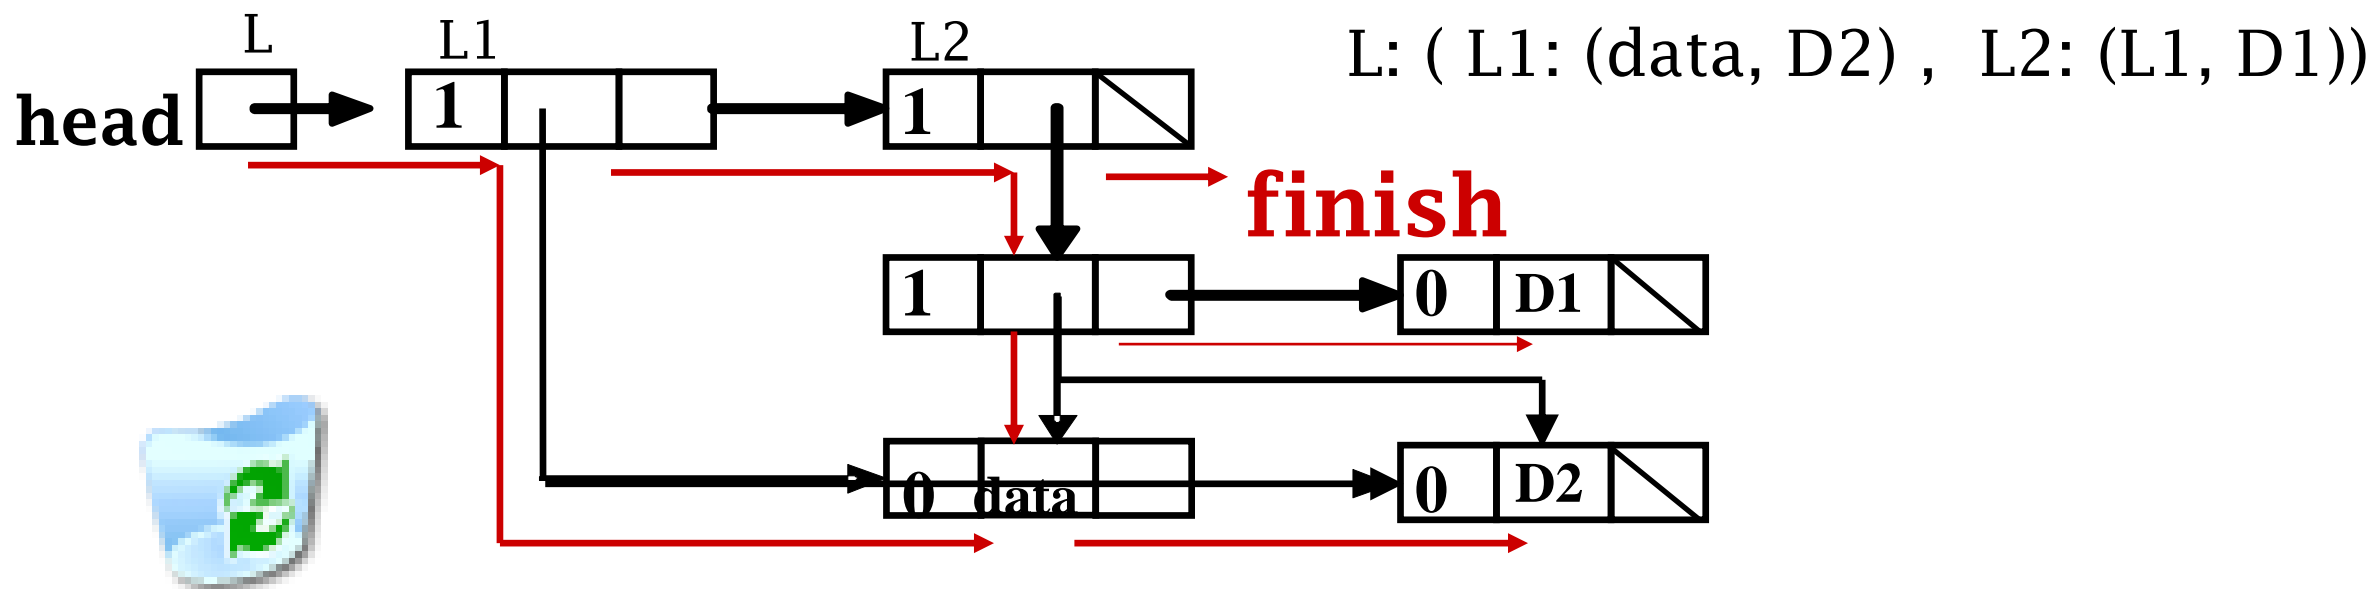 L L1 L2 L: ( L1: (data, D2) , L2: (L1, D1))
head 1 1
finish
1 0 D1
0 data 0 D2